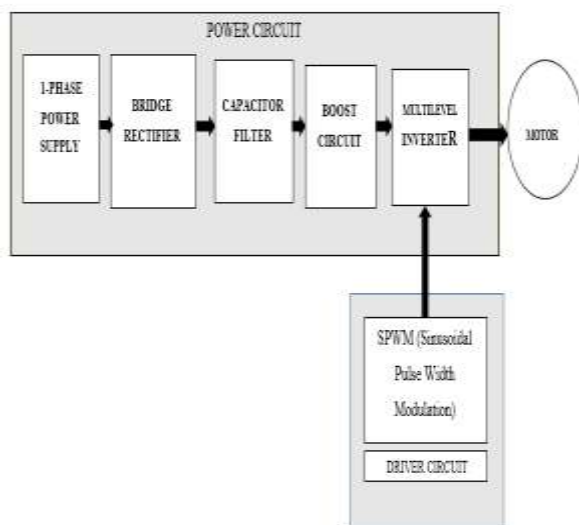 POWER CIRCUIT
1-PHASE
POWER
SUPPLY
BRIDGE
RECTIFIER
CAPACITOR
FILTER
BOOST
CIRCUIT
MULTILEVEL
INVERTER
MOTOR
SPWM (Sinusoidal
Pulse Width
Modulation)
DRIVER CIRCUIT